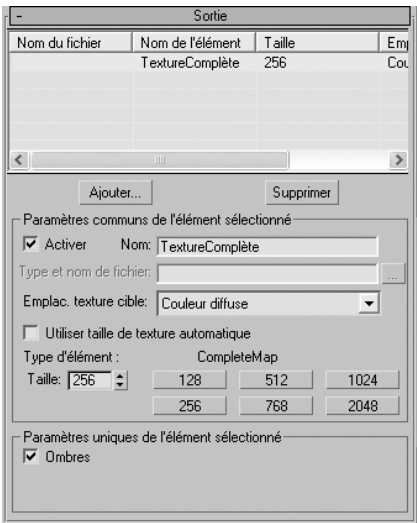 - Sortie
Nom du fichier Nom de l'élément Taille Emp
TextureComplète 256 Cou
Ajouter... Supprimer
Paramètres communs de l'élément sélectionné
Activer Nom: TextureComplète
Type et nom de fichier: ...
Emplac. texture cible: Couleur diffuse
Utiliser taille de texture automatique
Type d'élément : CompleteMap
Taille: 256 128 512 1024
256 768 2048
Paramètres uniques de l'élément sélectionné
Ombres